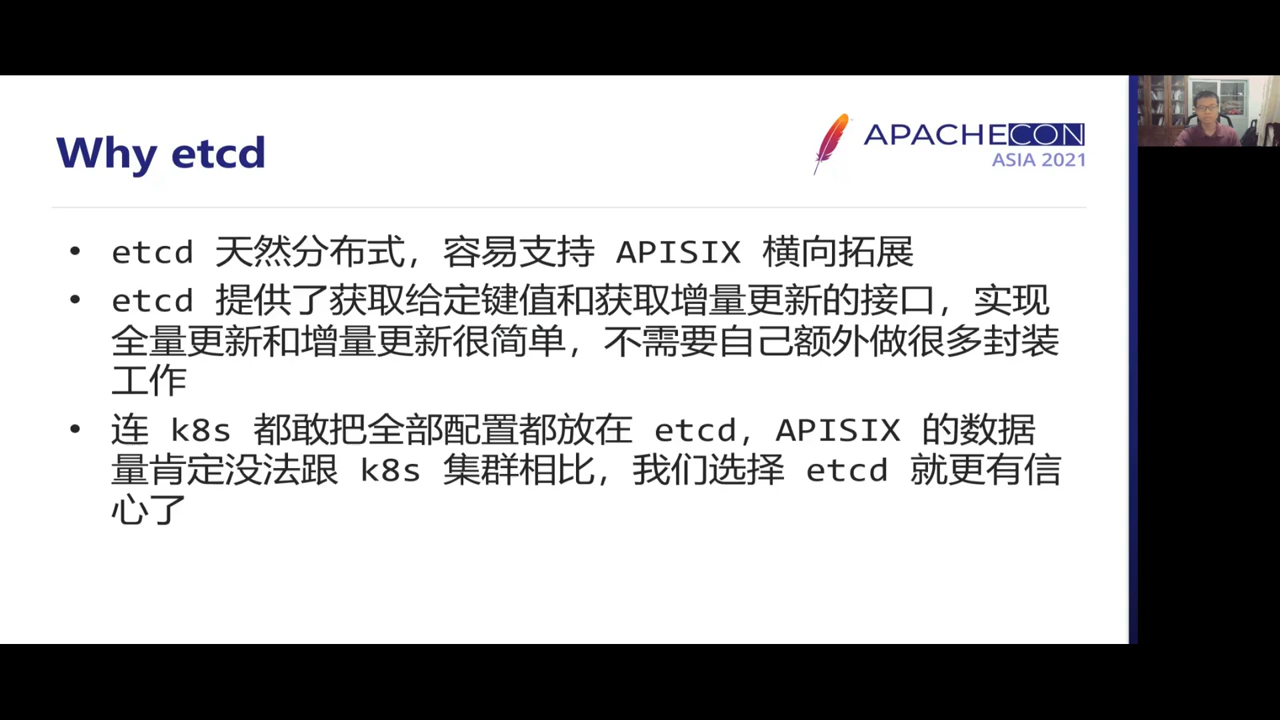 Why etcd
APACHECON
ASIA 2021
• etcd 天然分布式，容易支持 APISIX 横向拓展
• etcd 提供了获取给定键值和获取增量更新的接口，实现
全量更新和增量更新很简单，不需要自己额外做很多封装
工作
• 连 k8s 都敢把全部配置都放在 etcd，APISIX 的数据
量肯定没法跟 k8s 集群相比，我们选择 etcd 就更有信
心了